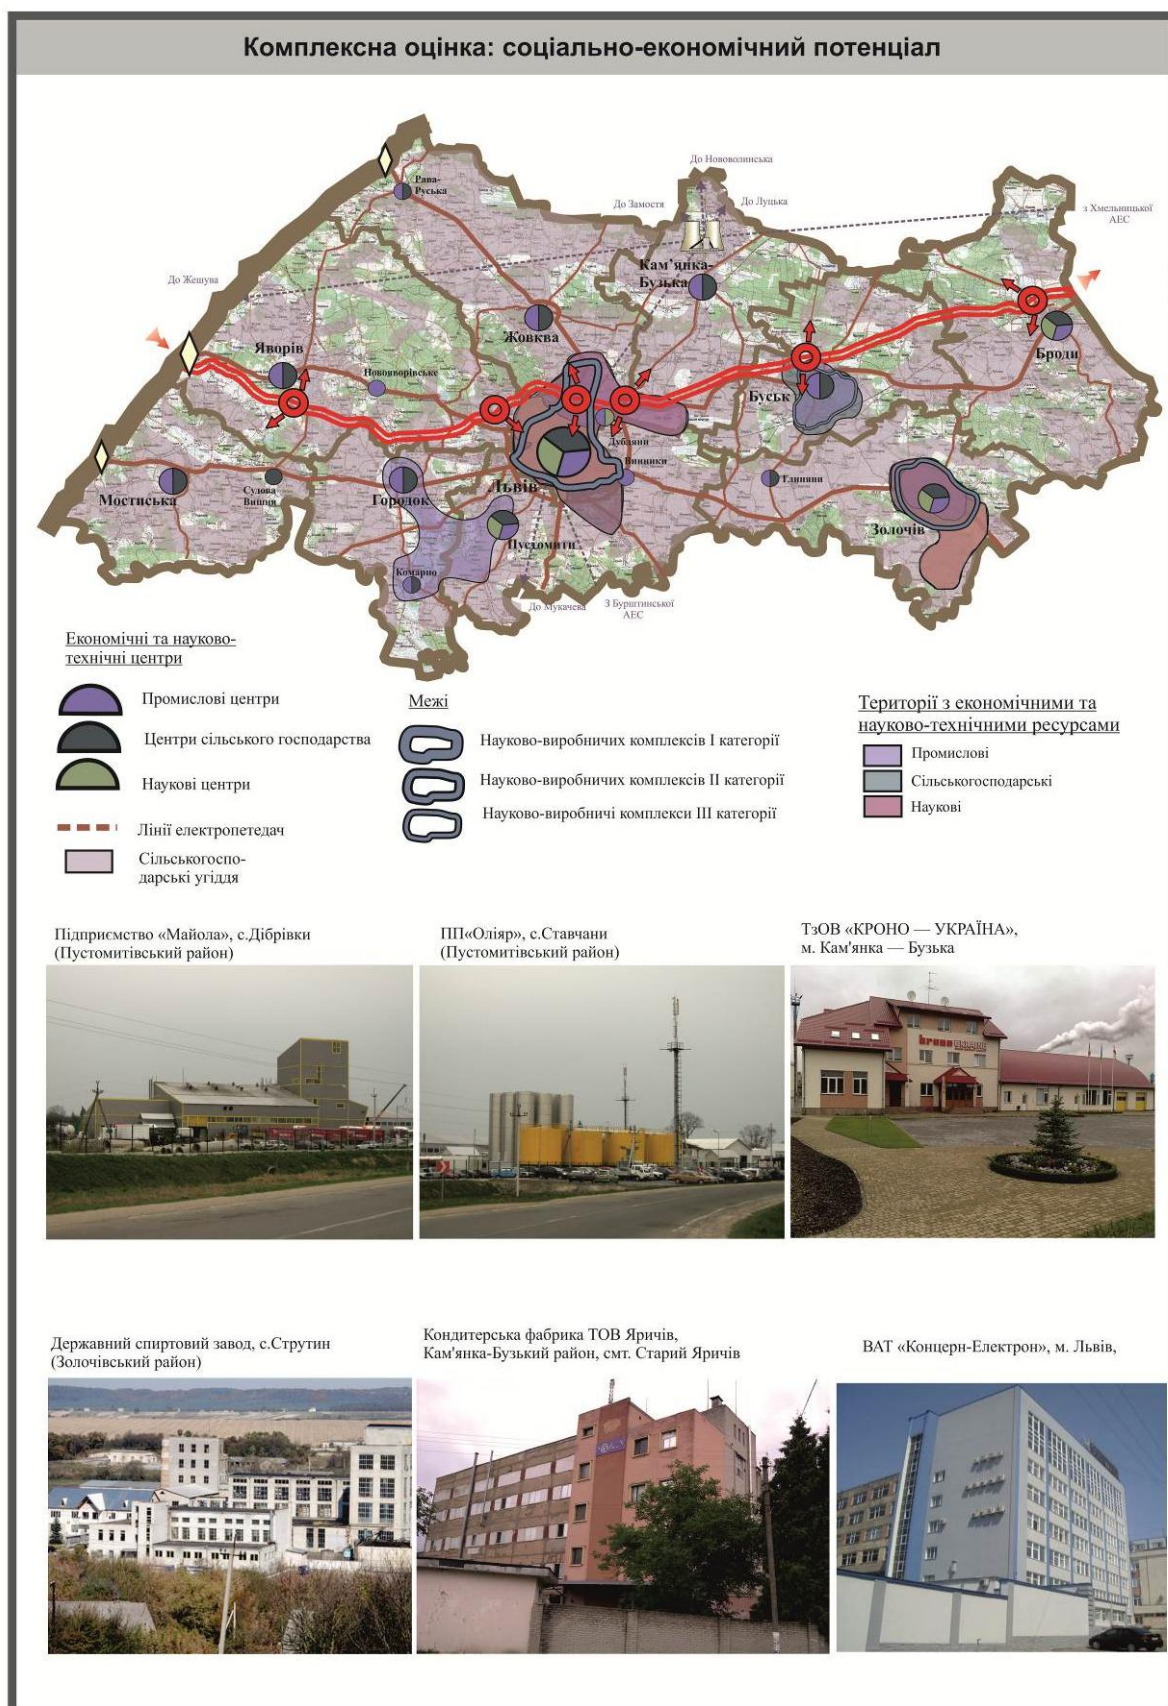 Комплексна оцінка: соціально-економічний потенціал
До Нововолинська
До Замостя
До Луцька
з Хмельницької
АЕС
До Жешува
Рава-
Руська
Кам'янка-
Бузька
Жовква
Яворів
Новояворівське
Броди
Буськ
Дубляни
Винники
Львів
Мостиська
Судова
Вишня
Городок
Глиняни
Золочів
Пустомити
Комарно
До Мукачева
З Бурштинської
АЕС
Економічні та науково-
технічні центри
Промислові центри
Центри сільського господарства
Наукові центри
Лінії електропетедач
Сільськогоспо-
дарські угіддя
Межі
Науково-виробничих комплексів І категорії
Науково-виробничих комплексів ІІ категорії
Науково-виробничі комплекси ІІІ категорії
Території з економічними та
науково-технічними ресурсами
Промислові
Сільськогосподарські
Наукові
Підприємство «Майола», с.Дібрівки
(Пустомитівський район)
ПП«Оліяр», с.Ставчани
(Пустомитівський район)
ТзОВ «КРОНО — УКРАЇНА»,
м. Кам'янка — Бузька
Державний спиртовий завод, с.Струтин
(Золочівський район)
Кондитерська фабрика ТОВ Яричів,
Кам'янка-Бузький район, смт. Старий Яричів
ВАТ «Концерн-Електрон», м. Львів,